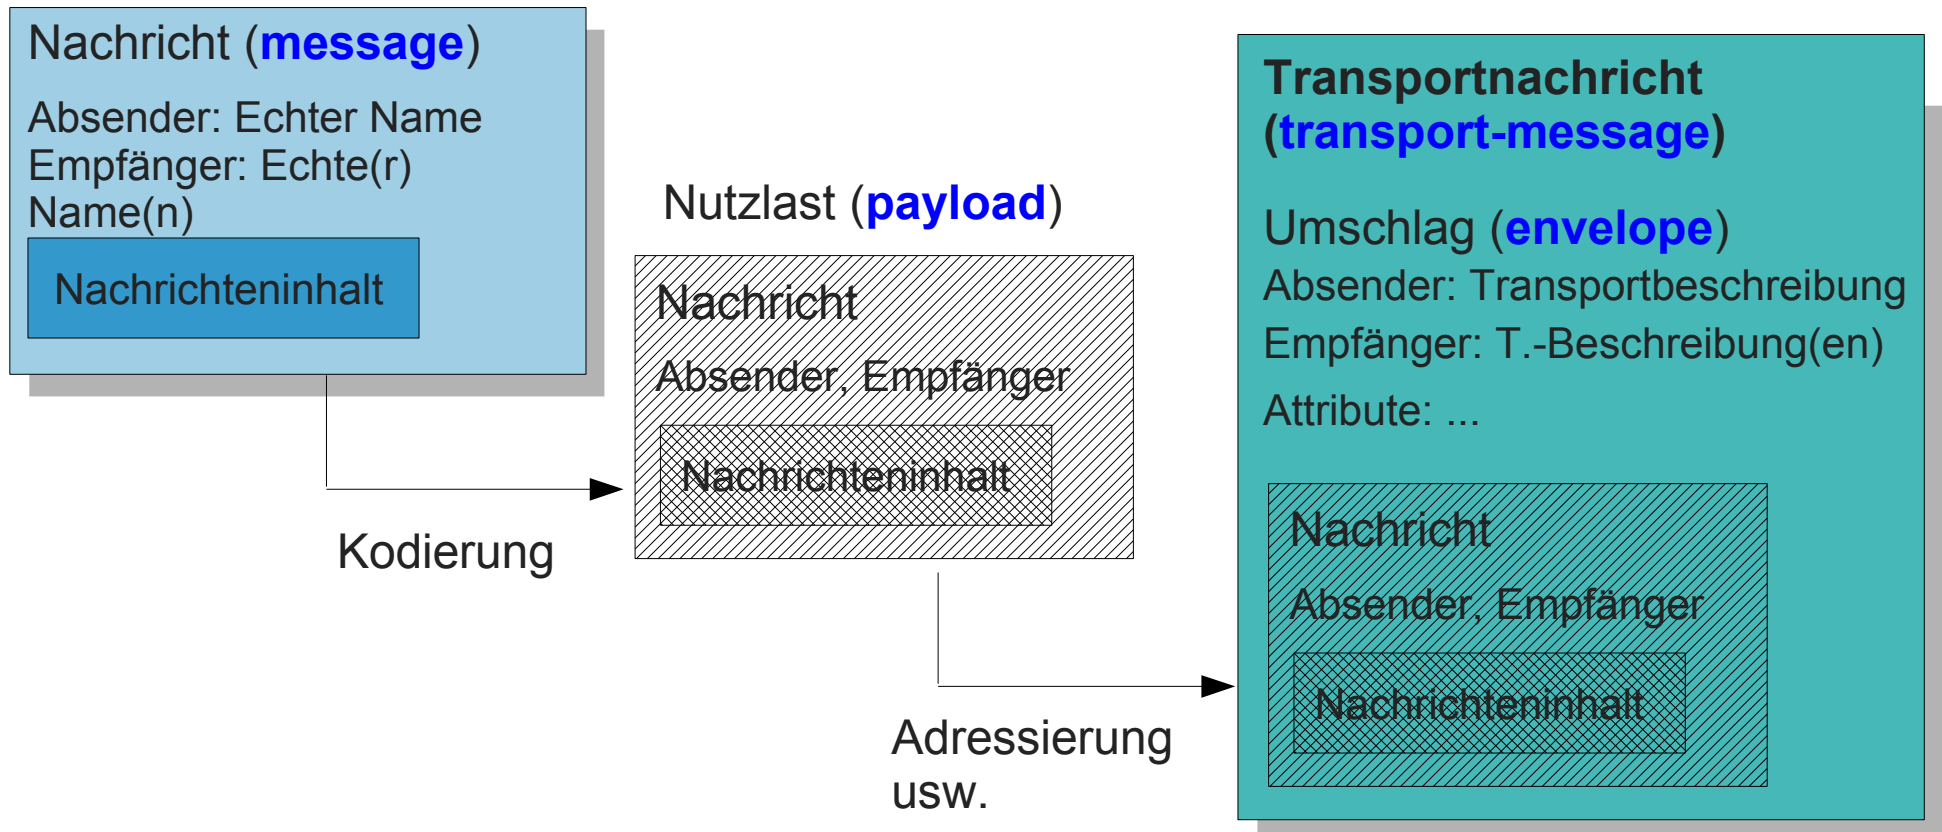 Nachricht (message)
Absender: Echter Name
Empfänger: Echte(r)
Name(n)
Nachrichteninhalt
Kodierung
Nutzlast (payload)
Nachricht
Absender, Empfänger
Nachrichteninhalt
Adressierung
usw.
Transportnachricht
(transport-message)
Umschlag (envelope)
Absender: Transportbeschreibung
Empfänger: T.-Beschreibung(en)
Attribute: ...
Nachricht
Absender, Empfänger
Nachrichteninhalt